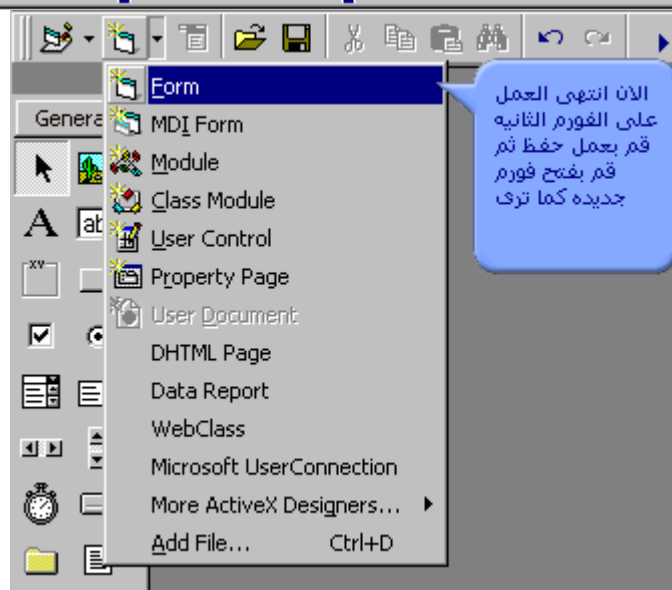 Form
الان انتهى العمل
على الفورم الثانيه
قم بعمل حفظ ثم
قم بفتح فورم
جديده كما ترى
Genera
MDI Form
Module
Class Module
User Control
Property Page
User Document
DHTML Page
Data Report
WebClass
Microsoft UserConnection
More ActiveX Designers...
Add File... Ctrl+D
A
ab
xv